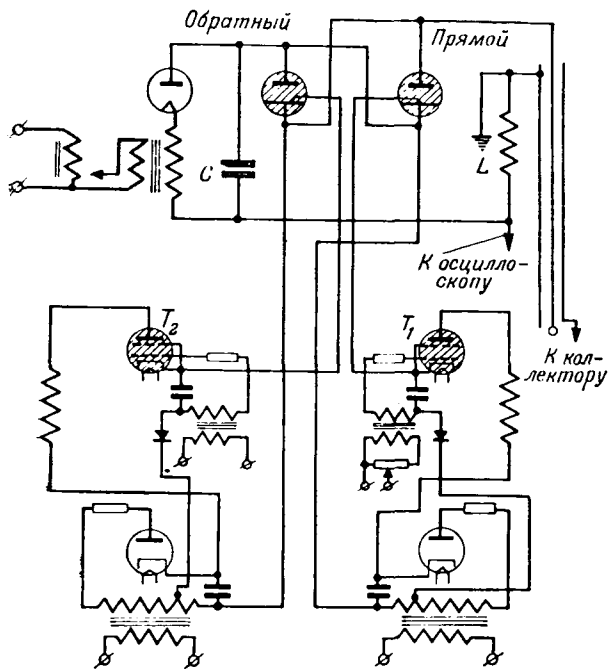 Обратный
Прямой
C
L
К осцилло-
скопу
T2
T1
К кол-
лектору